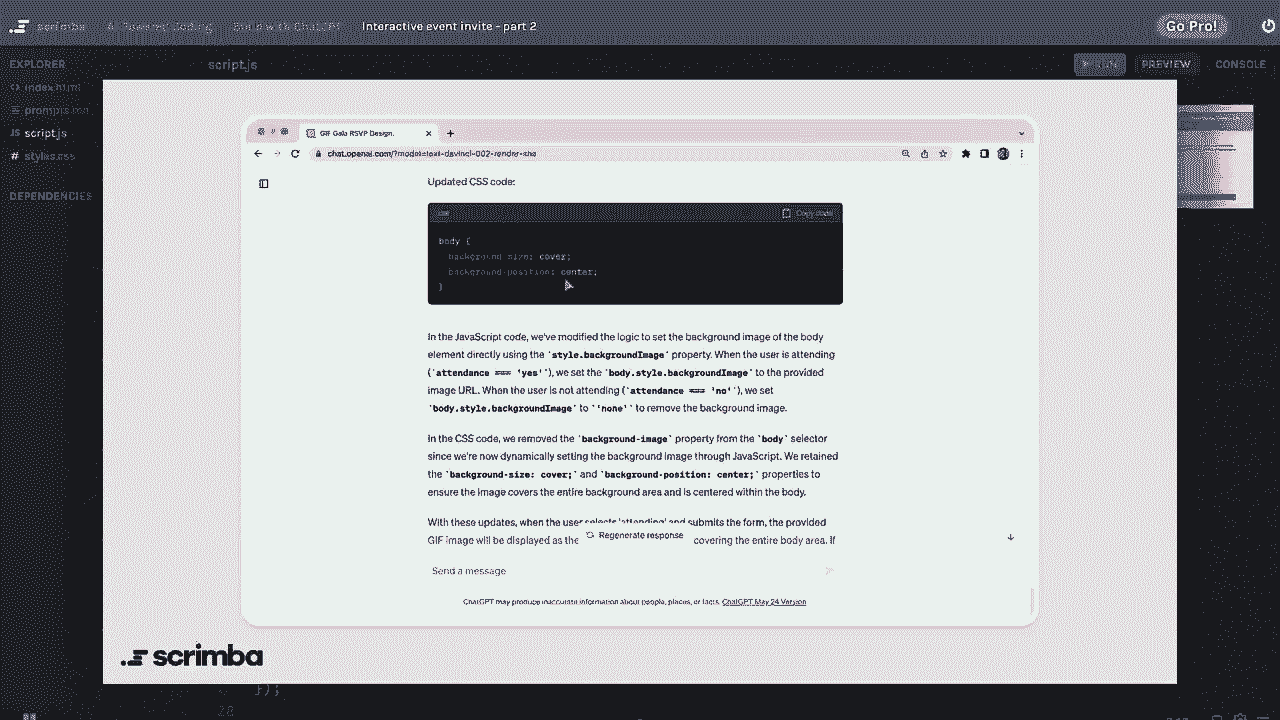 scrimba AI-Powered Coding Build with ChatGPT Interactive event invite - part 2 Go Pro!
EXPLORER script.js RUN PREVIEW CONSOLE
index.html
prompts.md
JS script.js
# styles.css
DEPENDENCIES
GIF Gala RSVP Design.
chat.openai.com/?model=text-davinci-002-render-sha
Updated CSS code:
css Copy code
body {
background-size: cover;
background-position: center;
}
In the JavaScript code, we've modified the logic to set the background image of the body
element directly using the `style.backgroundImage` property. When the user is attending
(`attendance === 'yes'`), we set the `body.style.backgroundImage` to the provided
image URL. When the user is not attending (`attendance === 'no'`), we set
`body.style.backgroundImage` to `'none'` to remove the background image.
In the CSS code, we removed the `background-image` property from the `body` selector
since we're now dynamically setting the background image through JavaScript. We retained
the `background-size: cover;` and `background-position: center;` properties to
ensure the image covers the entire background area and is centered within the body.
With these updates, when the user selects 'attending' and submits the form, the provided
GIF image will be displayed as the covering the entire body area. If
Regenerate response
Send a message
ChatGPT may produce inaccurate information about people, places, or facts. ChatGPT May 24 Version
scrimba
});
28